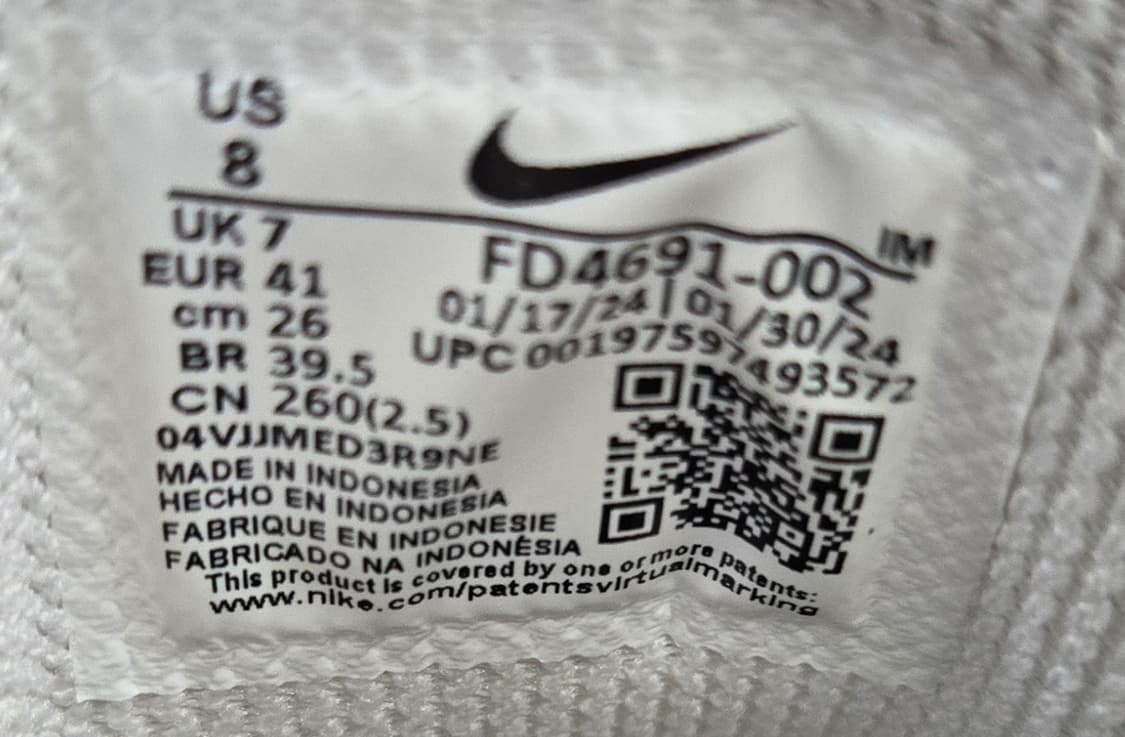 US
8
UK 7
EUR 41
cm 26
BR 39.5
CN 260(2.5)
04VJJMED3R9NE
MADE IN INDONESIA
HECHO EN INDONESIA
FABRIQUE EN INDONESIE
FABRICADO NA INDONÉSIA
This product is covered by one or more patents:
www.nike.com/patentsvirtualmarking
IM
FD4691-002
01/17/24 | 01/30/24
UPC 00197597493572